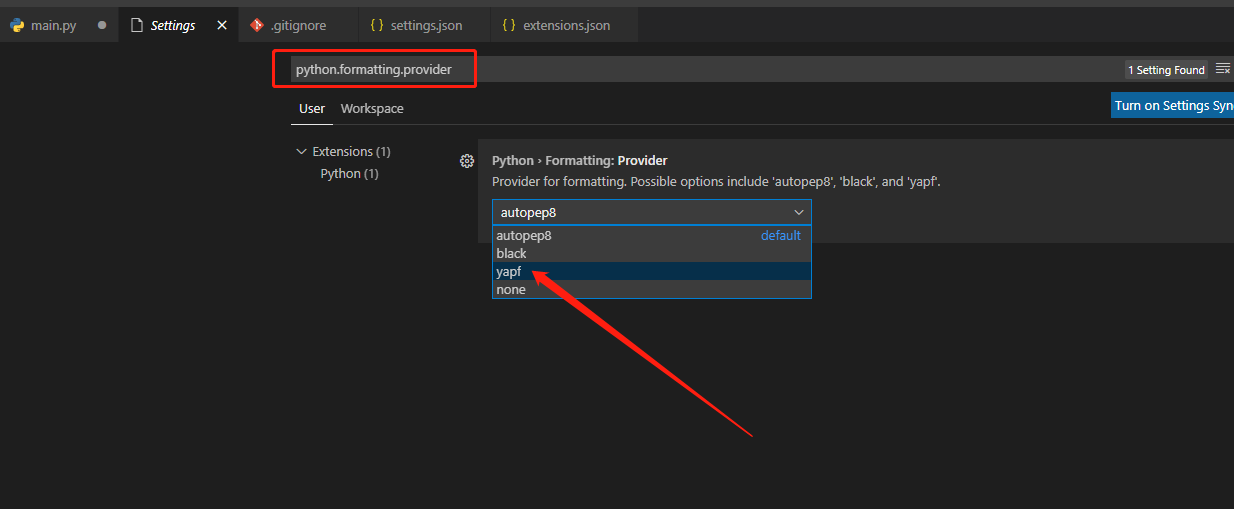 main.py
Settings
.gitignore
settings.json
extensions.json
python.formatting.provider
1 Setting Found
User
Workspace
Turn on Settings Syn
Extensions (1)
Python (1)
Python › Formatting: Provider
Provider for formatting. Possible options include 'autopep8', 'black', and 'yapf'.
autopep8
autopep8 default
black
yapf
none